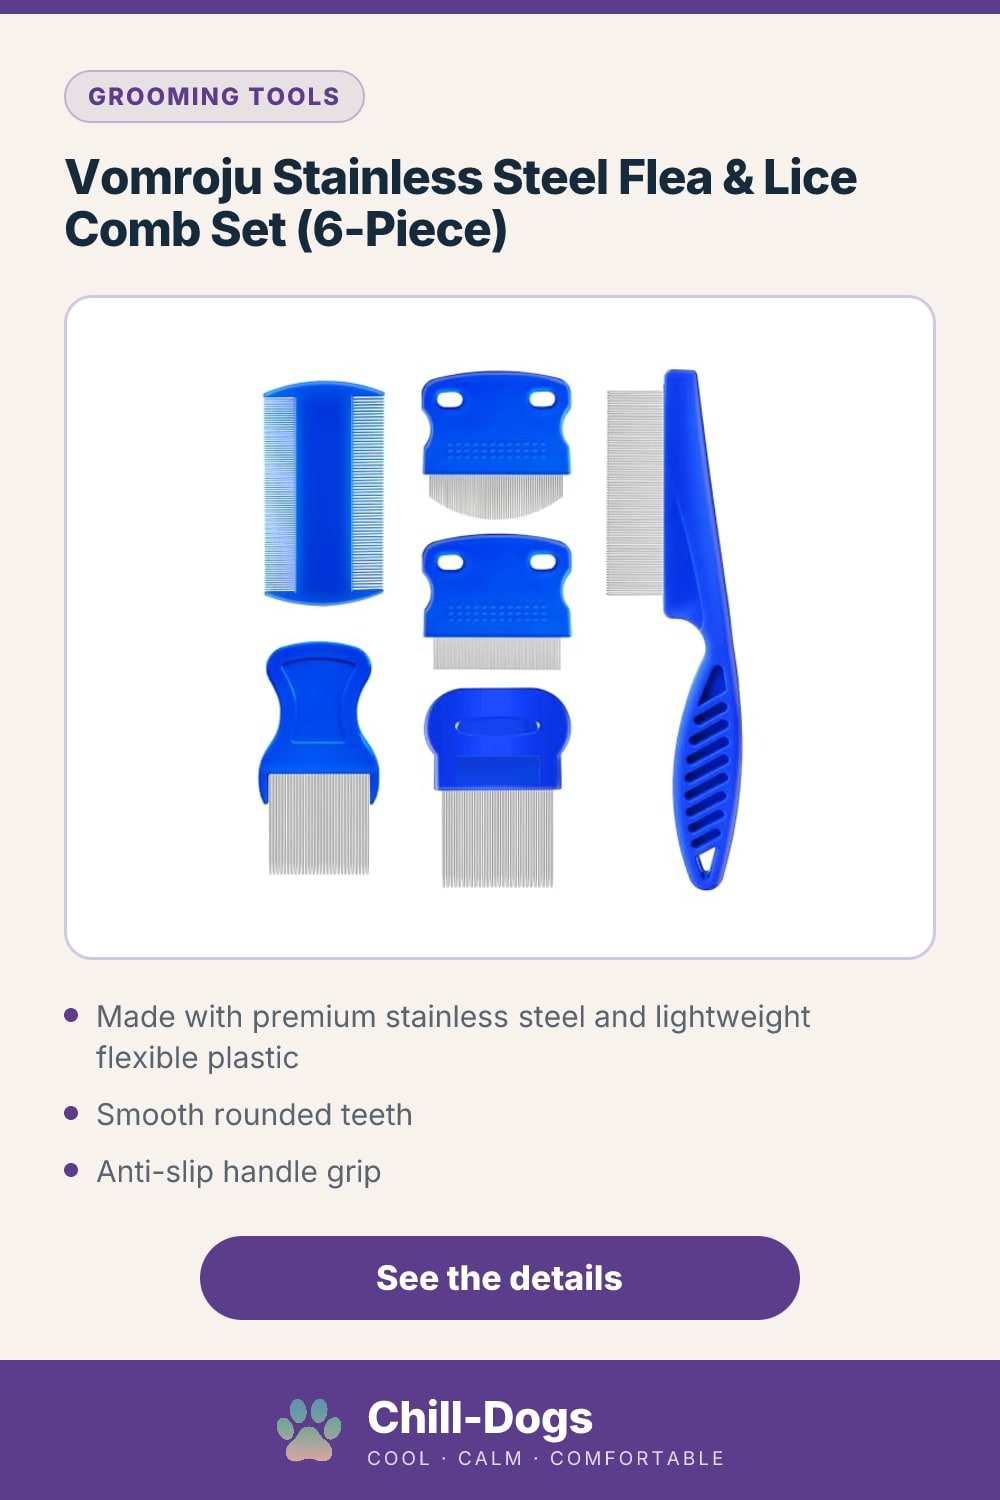 GROOMING TOOLS
Vomroju Stainless Steel Flea & Lice
Comb Set (6-Piece)
Made with premium stainless steel and lightweight
flexible plastic
Smooth rounded teeth
Anti-slip handle grip
See the details
Chill-Dogs
COOL · CALM · COMFORTABLE